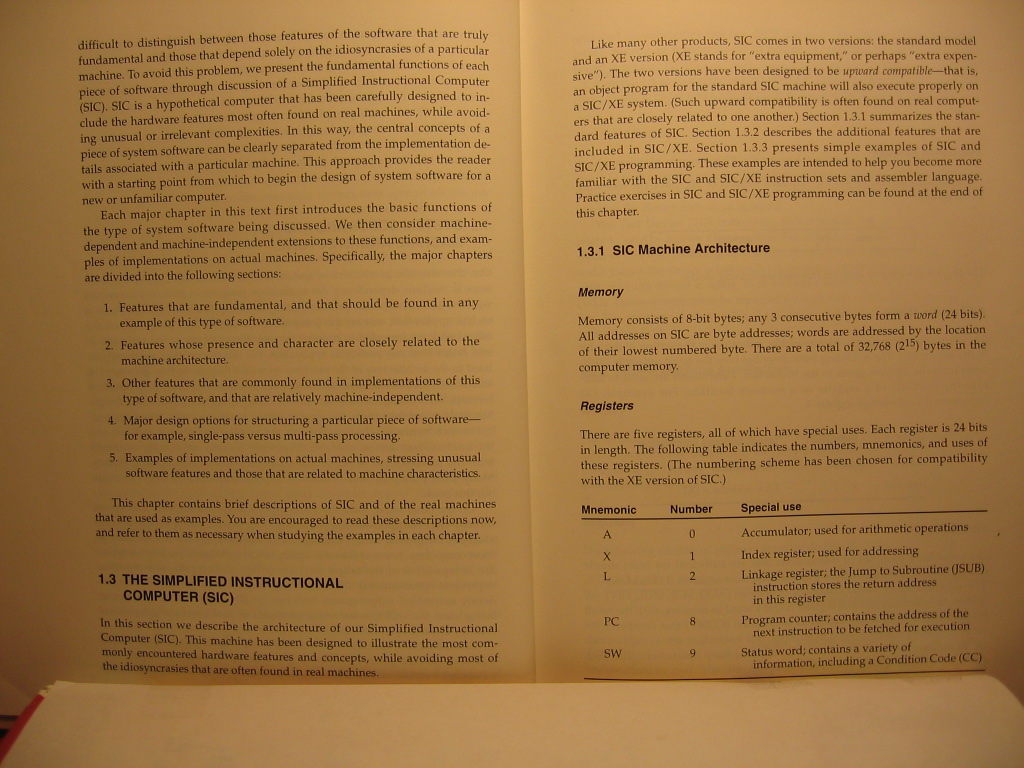 difficult to distinguish between those features of the software that are truly
fundamental and those that depend solely on the idiosyncrasies of a particular
machine. To avoid this problem, we present the fundamental functions of each
piece of software through discussion of a Simplified Instructional Computer
(SIC). SIC is a hypothetical computer that has been carefully designed to in-
clude the hardware features most often found on real machines, while avoid-
ing unusual or irrelevant complexities. In this way, the central concepts of a
piece of system software can be clearly separated from the implementation de-
tails associated with a particular machine. This approach provides the reader
with a starting point from which to begin the design of system software for a
new or unfamiliar computer.
Each major chapter in this text first introduces the basic functions of
the type of system software being discussed. We then consider machine-
dependent and machine-independent extensions to these functions, and exam-
ples of implementations on actual machines. Specifically, the major chapters
are divided into the following sections:
1. Features that are fundamental, and that should be found in any
example of this type of software.
2. Features whose presence and character are closely related to the
machine architecture.
3. Other features that are commonly found in implementations of this
type of software, and that are relatively machine-independent.
4. Major design options for structuring a particular piece of software—
for example, single-pass versus multi-pass processing.
5. Examples of implementations on actual machines, stressing unusual
software features and those that are related to machine characteristics.
This chapter contains brief descriptions of SIC and of the real machines
that are used as examples. You are encouraged to read these descriptions now,
and refer to them as necessary when studying the examples in each chapter.
1.3 THE SIMPLIFIED INSTRUCTIONAL
COMPUTER (SIC)
In this section we describe the architecture of our Simplified Instructional
Computer (SIC). This machine has been designed to illustrate the most com-
monly encountered hardware features and concepts, while avoiding most of
the idiosyncrasies that are often found in real machines.
Like many other products, SIC comes in two versions: the standard model
and an XE version (XE stands for "extra equipment," or perhaps "extra expen-
sive"). The two versions have been designed to be upward compatible—that is,
an object program for the standard SIC machine will also execute properly on
a SIC/XE system. (Such upward compatibility is often found on real comput-
ers that are closely related to one another.) Section 1.3.1 summarizes the stan-
dard features of SIC. Section 1.3.2 describes the additional features that are
included in SIC/XE. Section 1.3.3 presents simple examples of SIC and
SIC/XE programming. These examples are intended to help you become more
familiar with the SIC and SIC/XE instruction sets and assembler language.
Practice exercises in SIC and SIC/XE programming can be found at the end of
this chapter.
1.3.1 SIC Machine Architecture
Memory
Memory consists of 8-bit bytes; any 3 consecutive bytes form a word (24 bits).
All addresses on SIC are byte addresses; words are addressed by the location
of their lowest numbered byte. There are a total of 32,768 (2¹⁵) bytes in the
computer memory.
Registers
There are five registers, all of which have special uses. Each register is 24 bits
in length. The following table indicates the numbers, mnemonics, and uses of
these registers. (The numbering scheme has been chosen for compatibility
with the XE version of SIC.)
Mnemonic Number Special use
A 0 Accumulator; used for arithmetic operations
X 1 Index register; used for addressing
L 2 Linkage register; the Jump to Subroutine (JSUB)
instruction stores the return address
in this register
PC 8 Program counter; contains the address of the
next instruction to be fetched for execution
SW 9 Status word; contains a variety of
information, including a Condition Code (CC)